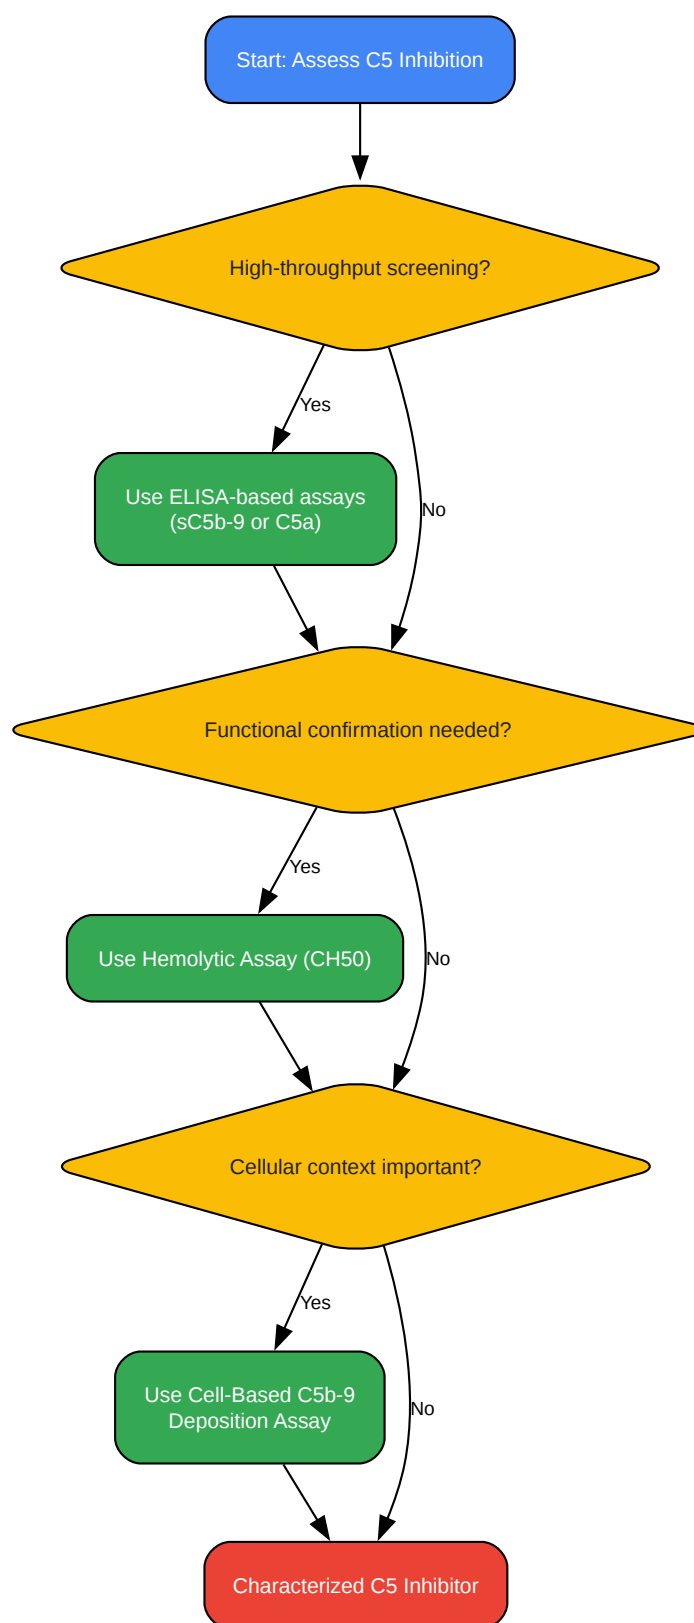 Start: Assess C5 Inhibition
High-throughput screening?
Yes
Use ELISA-based assays
(sC5b-9 or C5a)
No
Functional confirmation needed?
Yes
Use Hemolytic Assay (CH50)
No
Cellular context important?
Yes
Use Cell-Based C5b-9
Deposition Assay
No
Characterized C5 Inhibitor